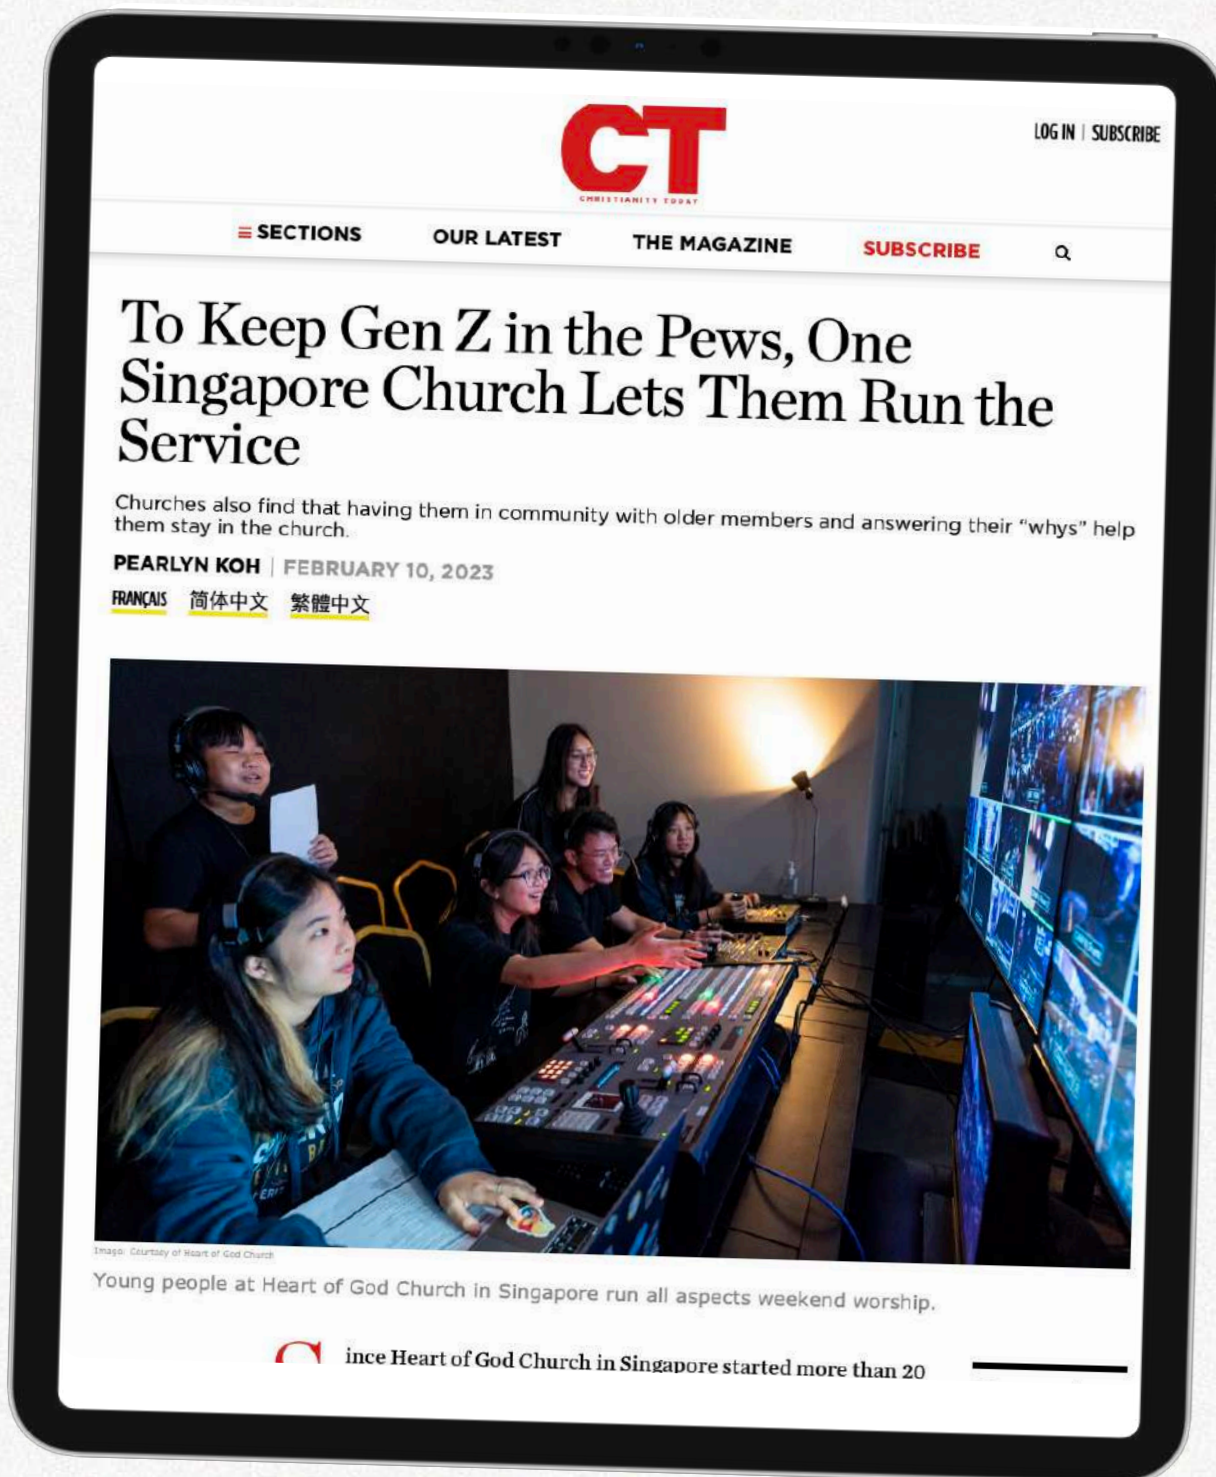 CT
CHRISTIANITY TODAY
LOG IN | SUBSCRIBE
SECTIONS
OUR LATEST
THE MAGAZINE
SUBSCRIBE
To Keep Gen Z in the Pews, One
Singapore Church Lets Them Run the
Service
Churches also find that having them in community with older members and answering their "whys" help
them stay in the church.
PEARLYN KOH | FEBRUARY 10, 2023
FRANÇAIS 简体中文 繁體中文
Image: Courtesy of Heart of God Church
Young people at Heart of God Church in Singapore run all aspects weekend worship.
ince Heart of God Church in Singapore started more than 20